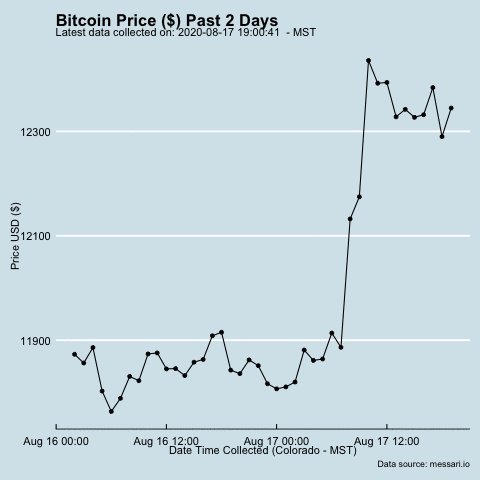 Bitcoin Price ($) Past 2 Days
Latest data collected on: 2020-08-17 19:00:41 - MST
12300
12100
11900
Price USD ($)
Aug 16 00:00 Aug 16 12:00 Aug 17 00:00 Aug 17 12:00
Date Time Collected (Colorado - MST)
Data source: messari.io